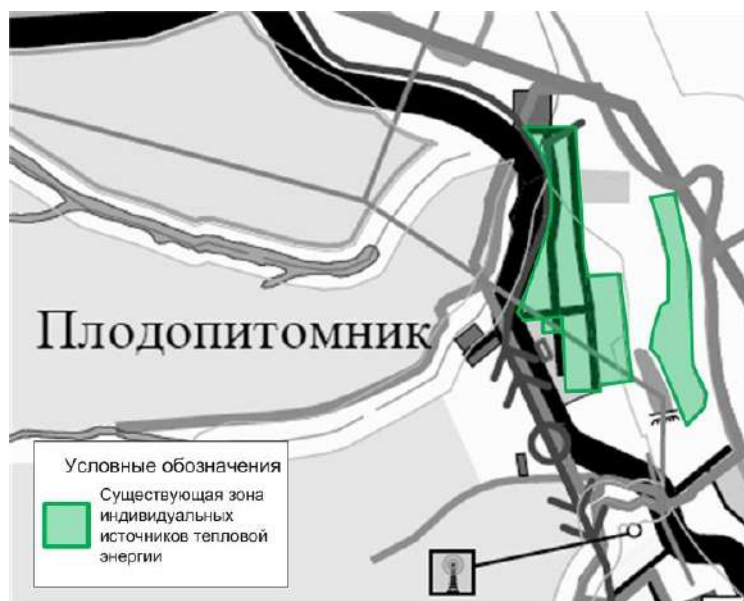 Плодопитомник
Условные обозначения
Существующая зона
индивидуальных
источников тепловой
энергии